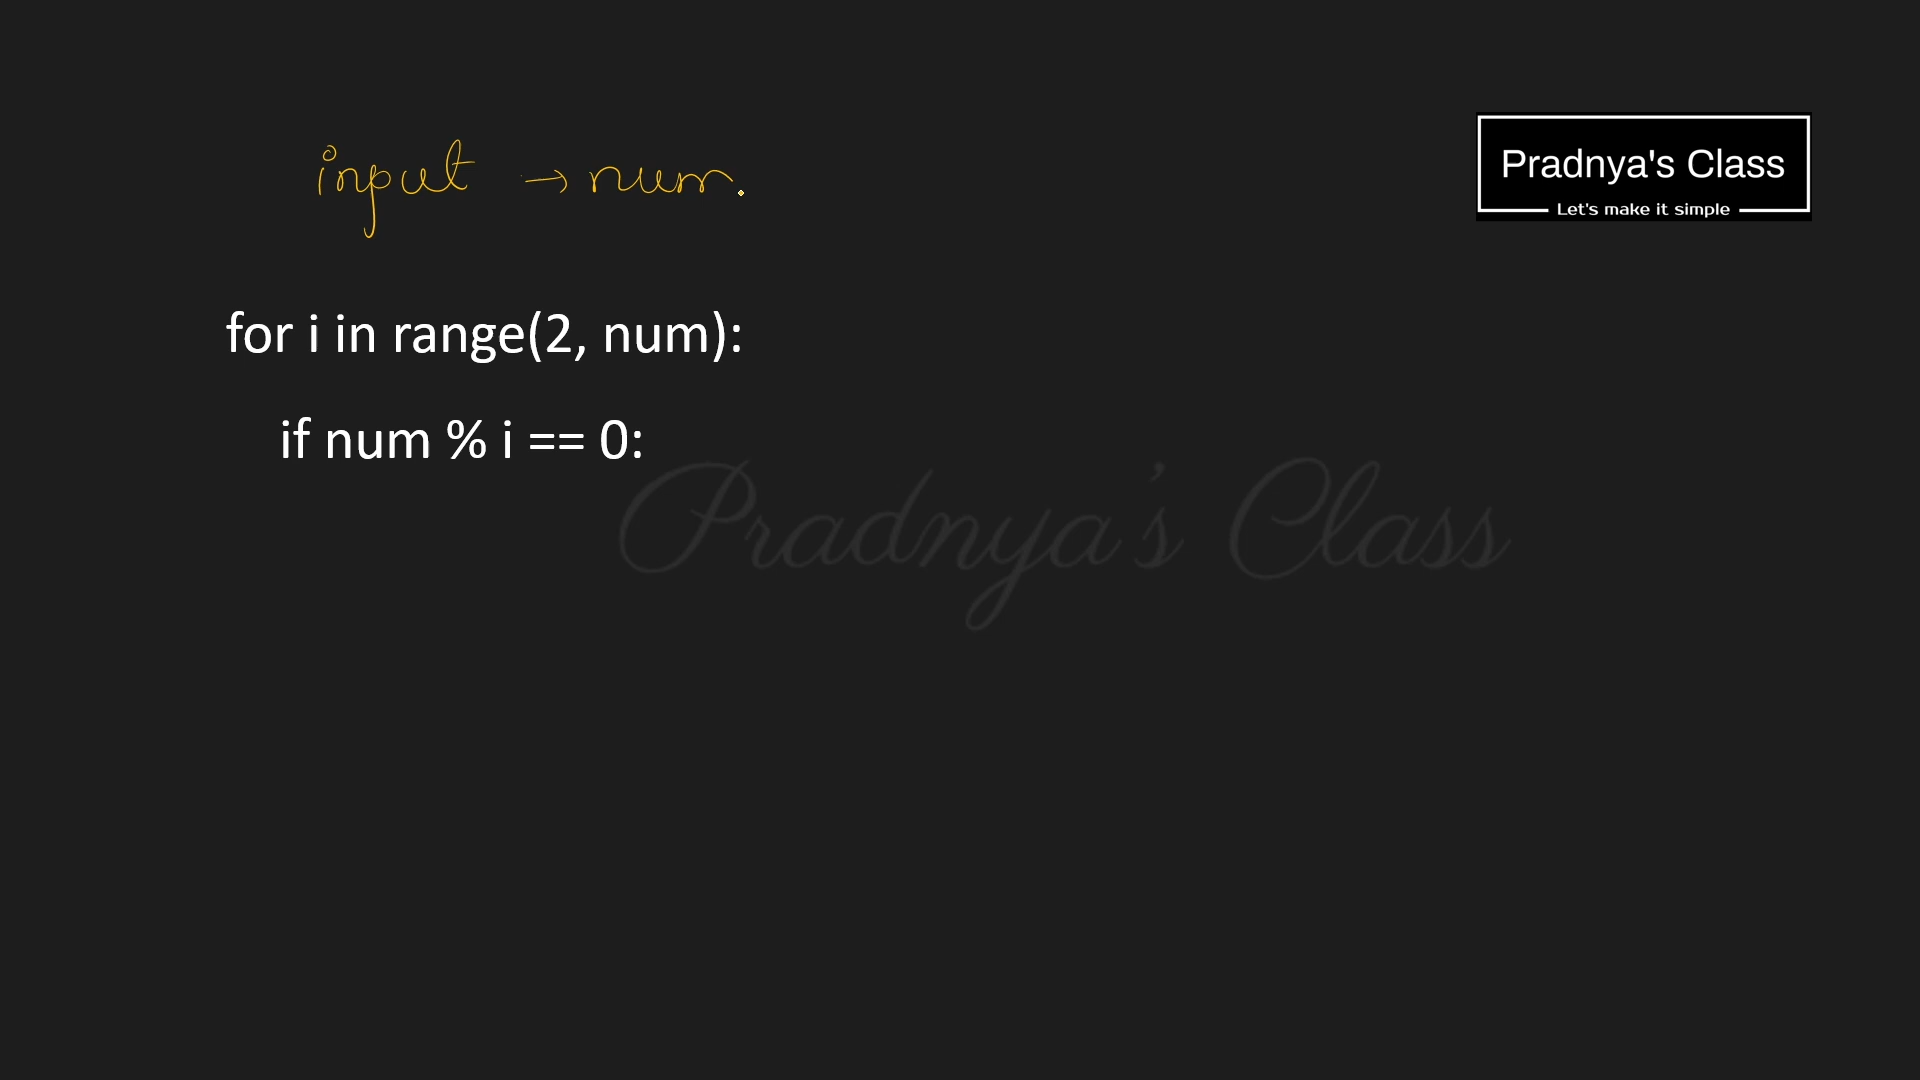 input → num.
Pradnya's Class
Let's make it simple
for i in range(2, num):
if num % i == 0:
Pradnya's Class